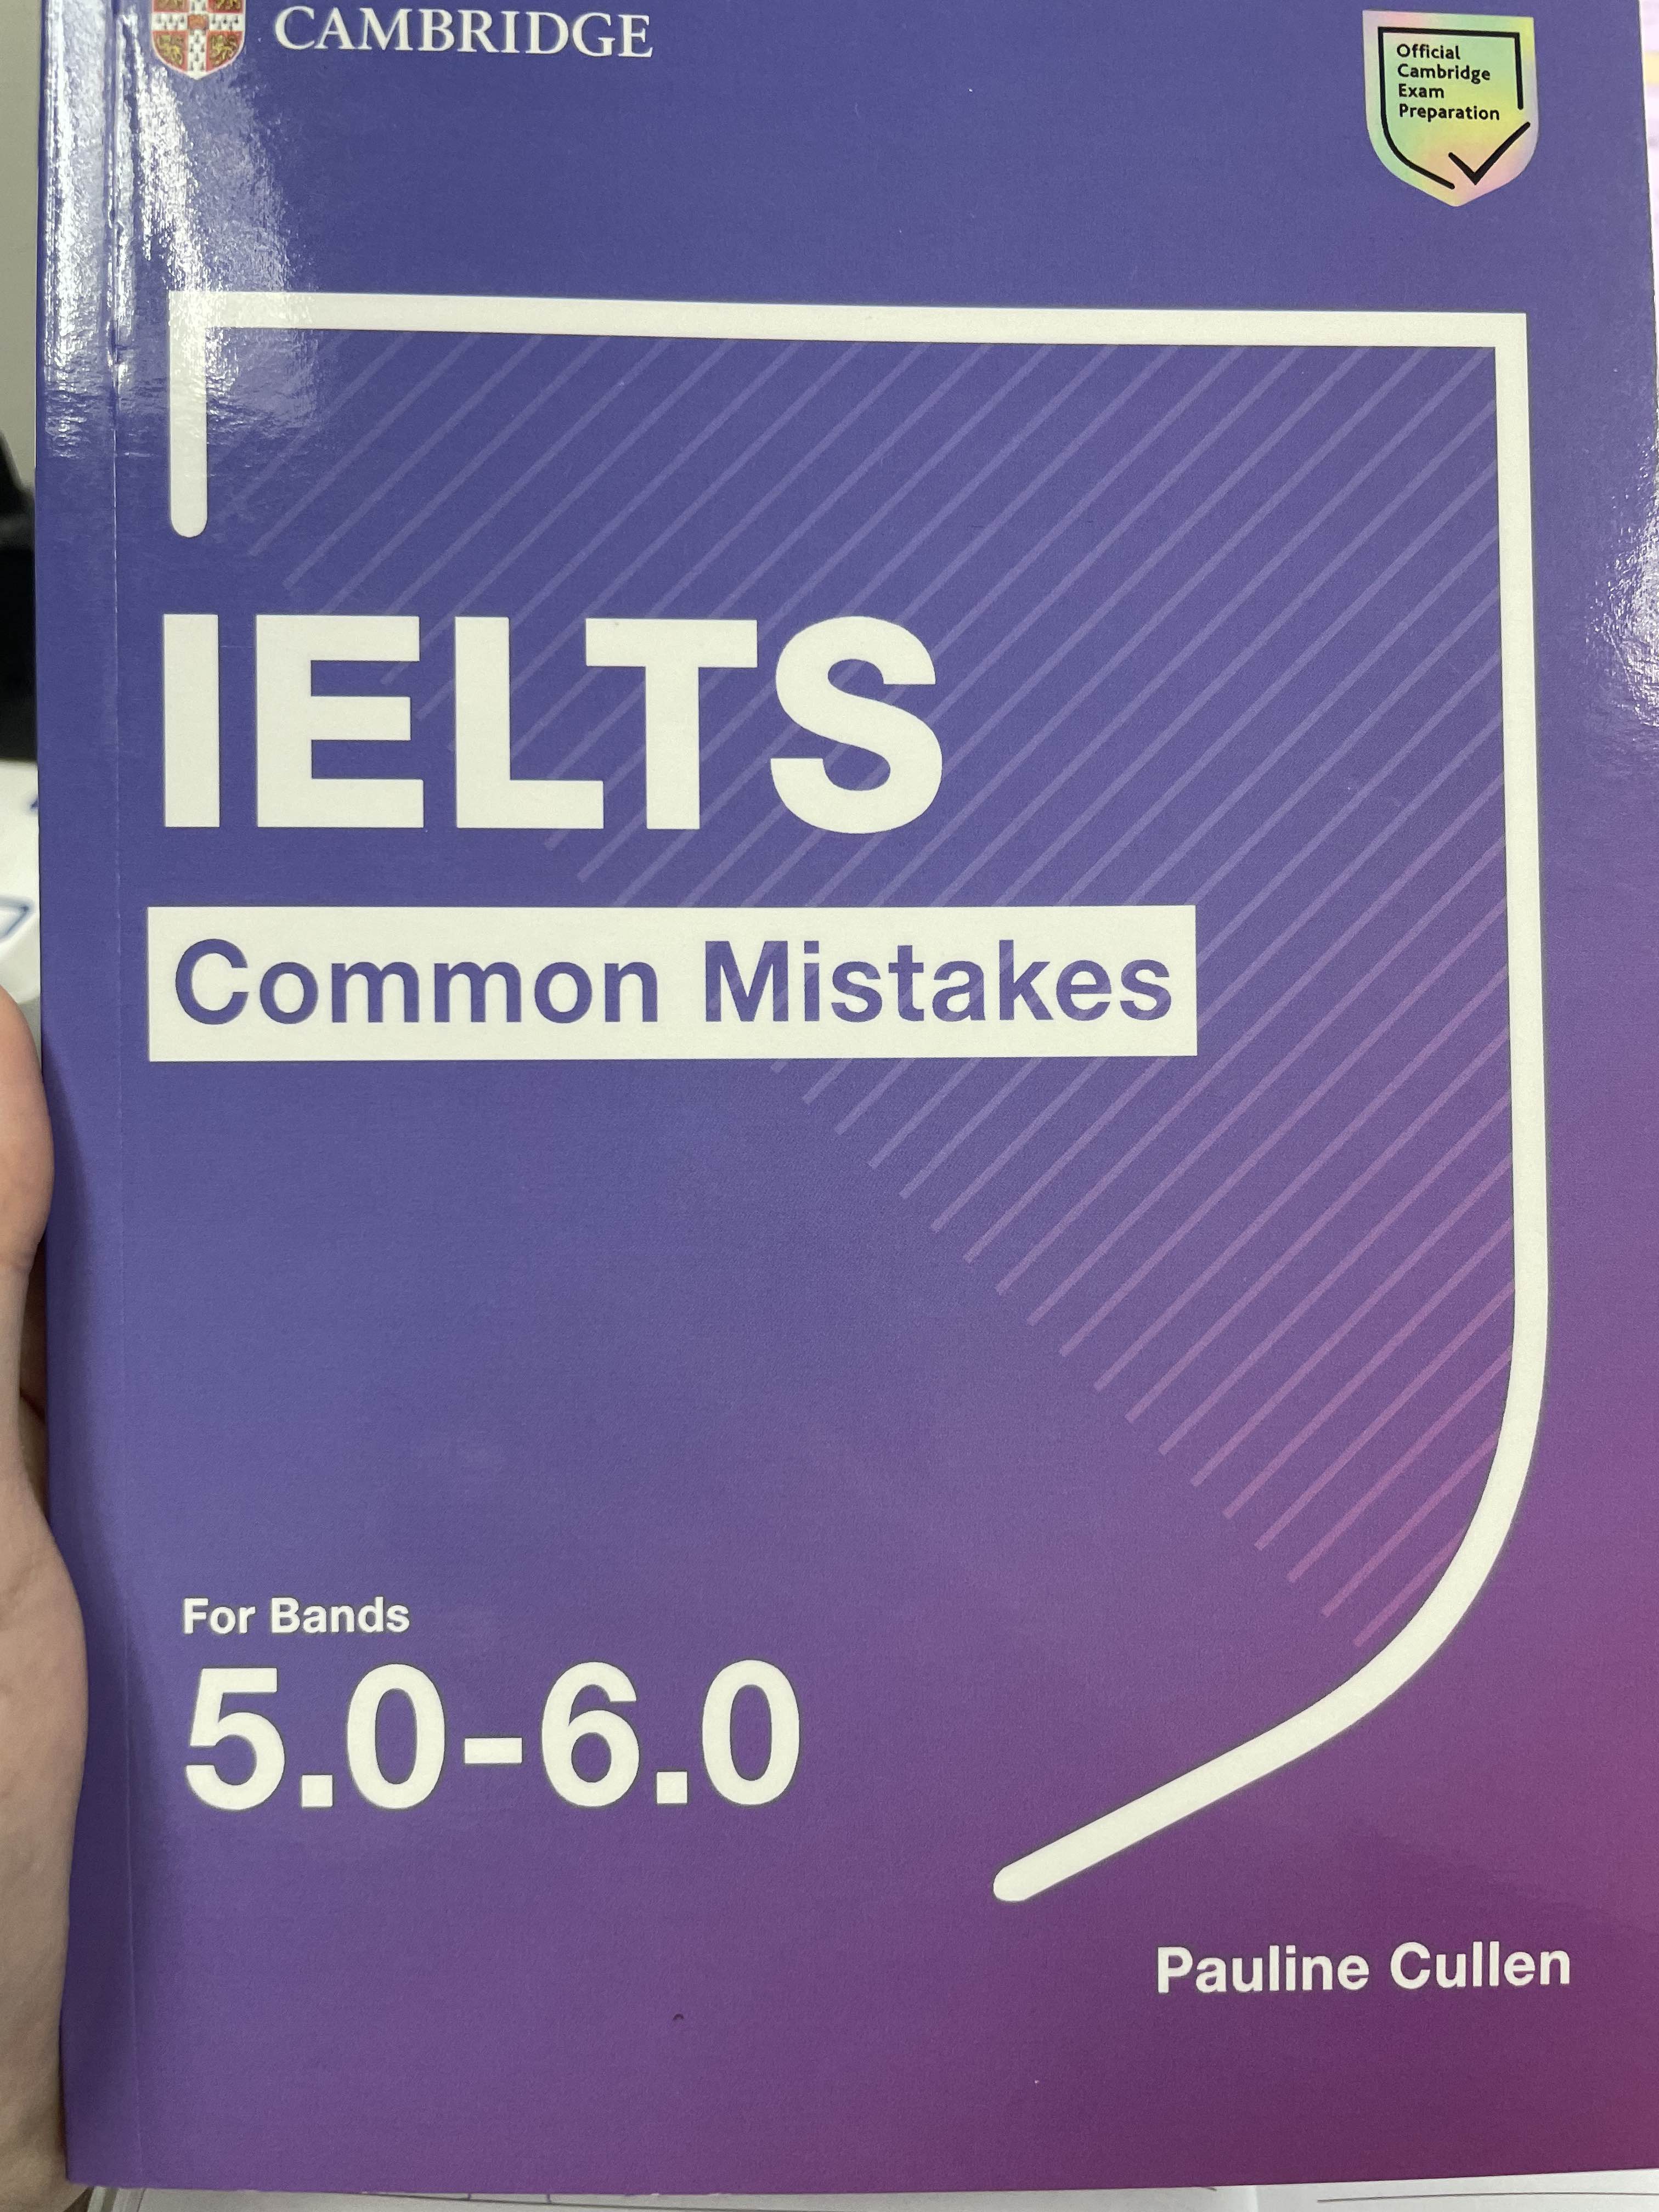 CAMBRIDGE
Official
Cambridge
Exam
Preparation
IELTS
Common Mistakes
For Bands
5.0-6.0
Pauline Cullen